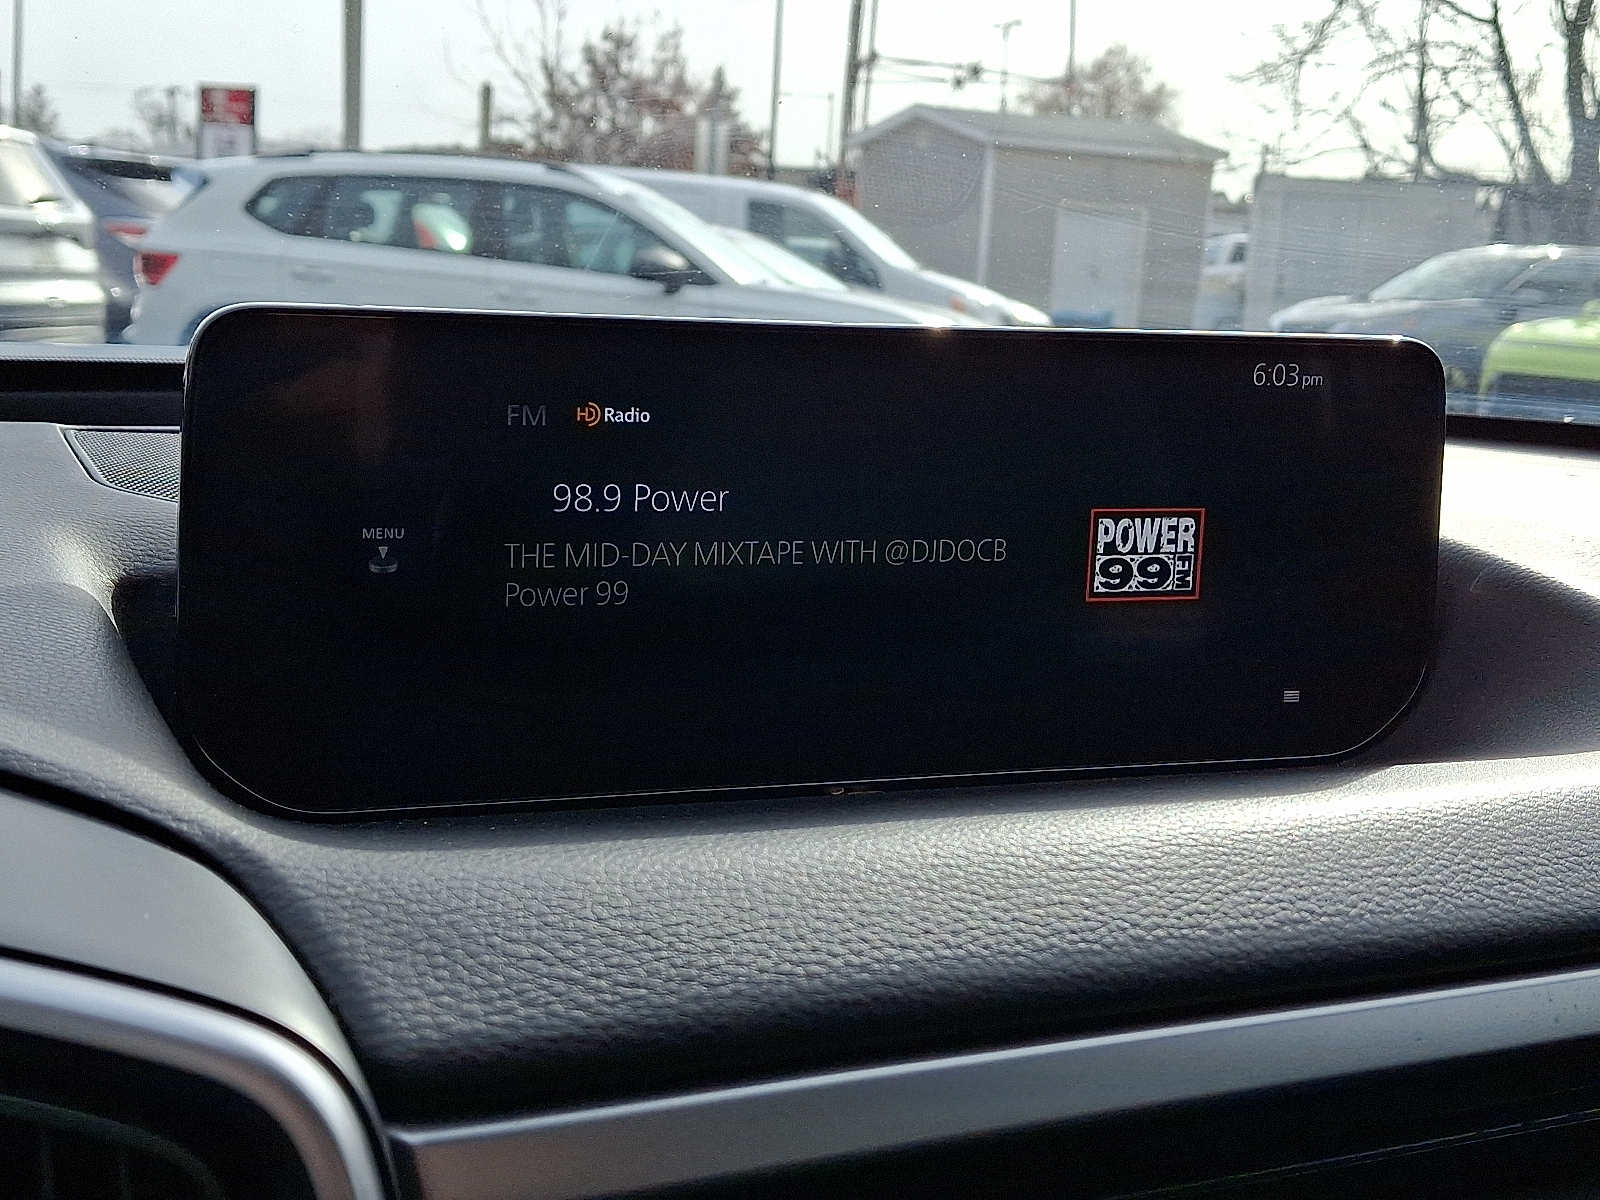 6:03 pm
FM HD Radio
98.9 Power
MENU
THE MID-DAY MIXTAPE WITH @DJDOCB
Power 99
POWER
99 FM